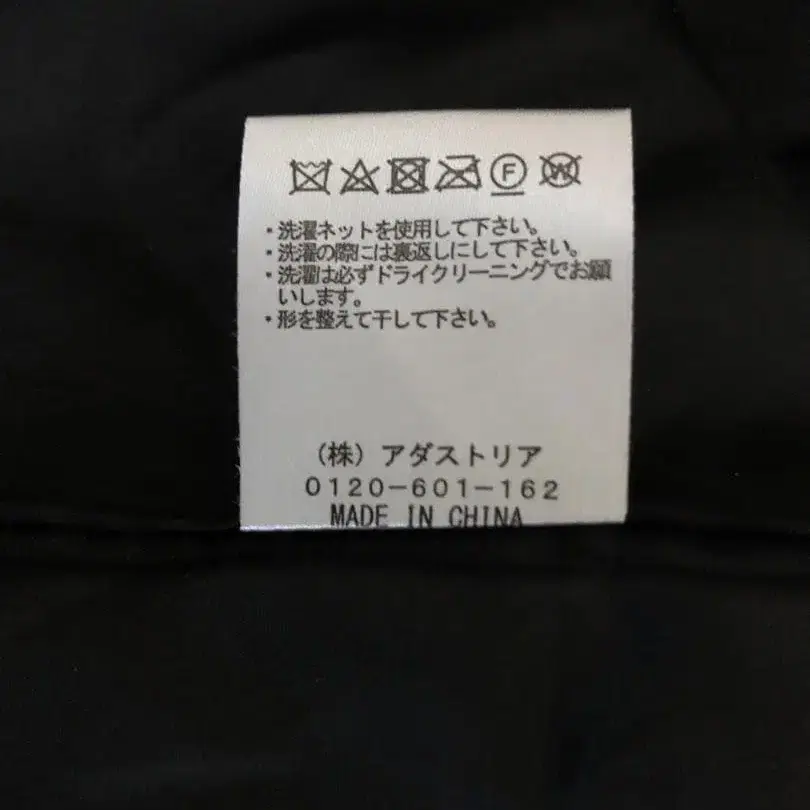 F W
・洗濯ネットを使用して下さい。
・洗濯の際には裏返しにして下さい。
・洗濯は必ずドライクリーニングでお願
いします。
・形を整えて干して下さい。
（株）アダストリア
0120-601-162
MADE IN CHINA